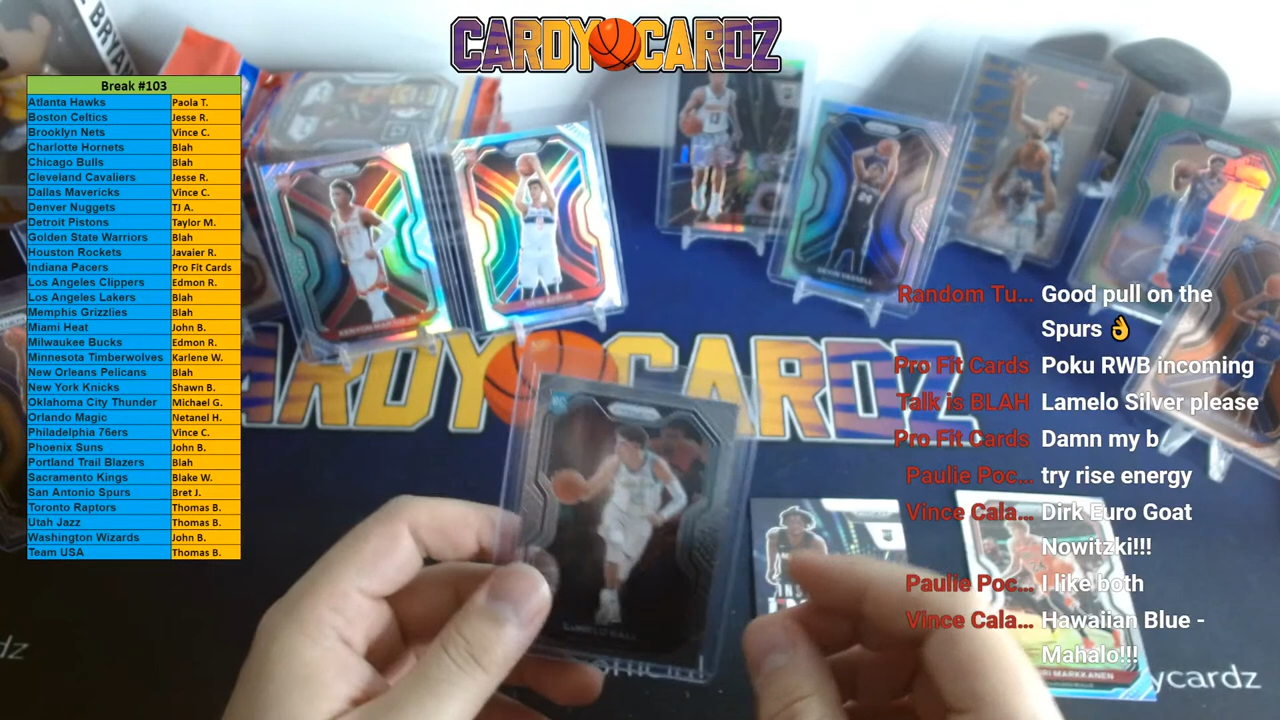 BRYAN
CARDY CARDZ
Break #103
Atlanta Hawks Paola T.
Boston Celtics Jesse R.
Brooklyn Nets Vince C.
Charlotte Hornets Blah
Chicago Bulls Blah
Cleveland Cavaliers Jesse R.
Dallas Mavericks Vince C.
Denver Nuggets TJ A.
Detroit Pistons Taylor M.
Golden State Warriors Blah
Houston Rockets Javaier R.
Indiana Pacers Pro Fit Cards
Los Angeles Clippers Edmon R.
Los Angeles Lakers Blah
Memphis Grizzlies Blah
Miami Heat John B.
Milwaukee Bucks Edmon R.
Minnesota Timberwolves Karlene W.
New Orleans Pelicans Blah
New York Knicks Shawn B.
Oklahoma City Thunder Michael G.
Orlando Magic Netanel H.
Philadelphia 76ers Vince C.
Phoenix Suns John B.
Portland Trail Blazers Blah
Sacramento Kings Blake W.
San Antonio Spurs Bret J.
Toronto Raptors Thomas B.
Utah Jazz Thomas B.
Washington Wizards John B.
Team USA Thomas B.
DEVIN VASSELL
ARDY CARDZ
Random Tu... Good pull on the
Spurs 👌
Pro Fit Cards Poku RWB incoming
Talk is BLAH Lamelo Silver please
Pro Fit Cards Damn my b
Paulie Poc... try rise energy
Vince Cala... Dirk Euro Goat
Nowitzki!!!
Paulie Poc... I like both
Vince Cala... Hawaiian Blue -
Mahalo!!!
LaMELO BALL
MARKKANEN
dz
ycardz